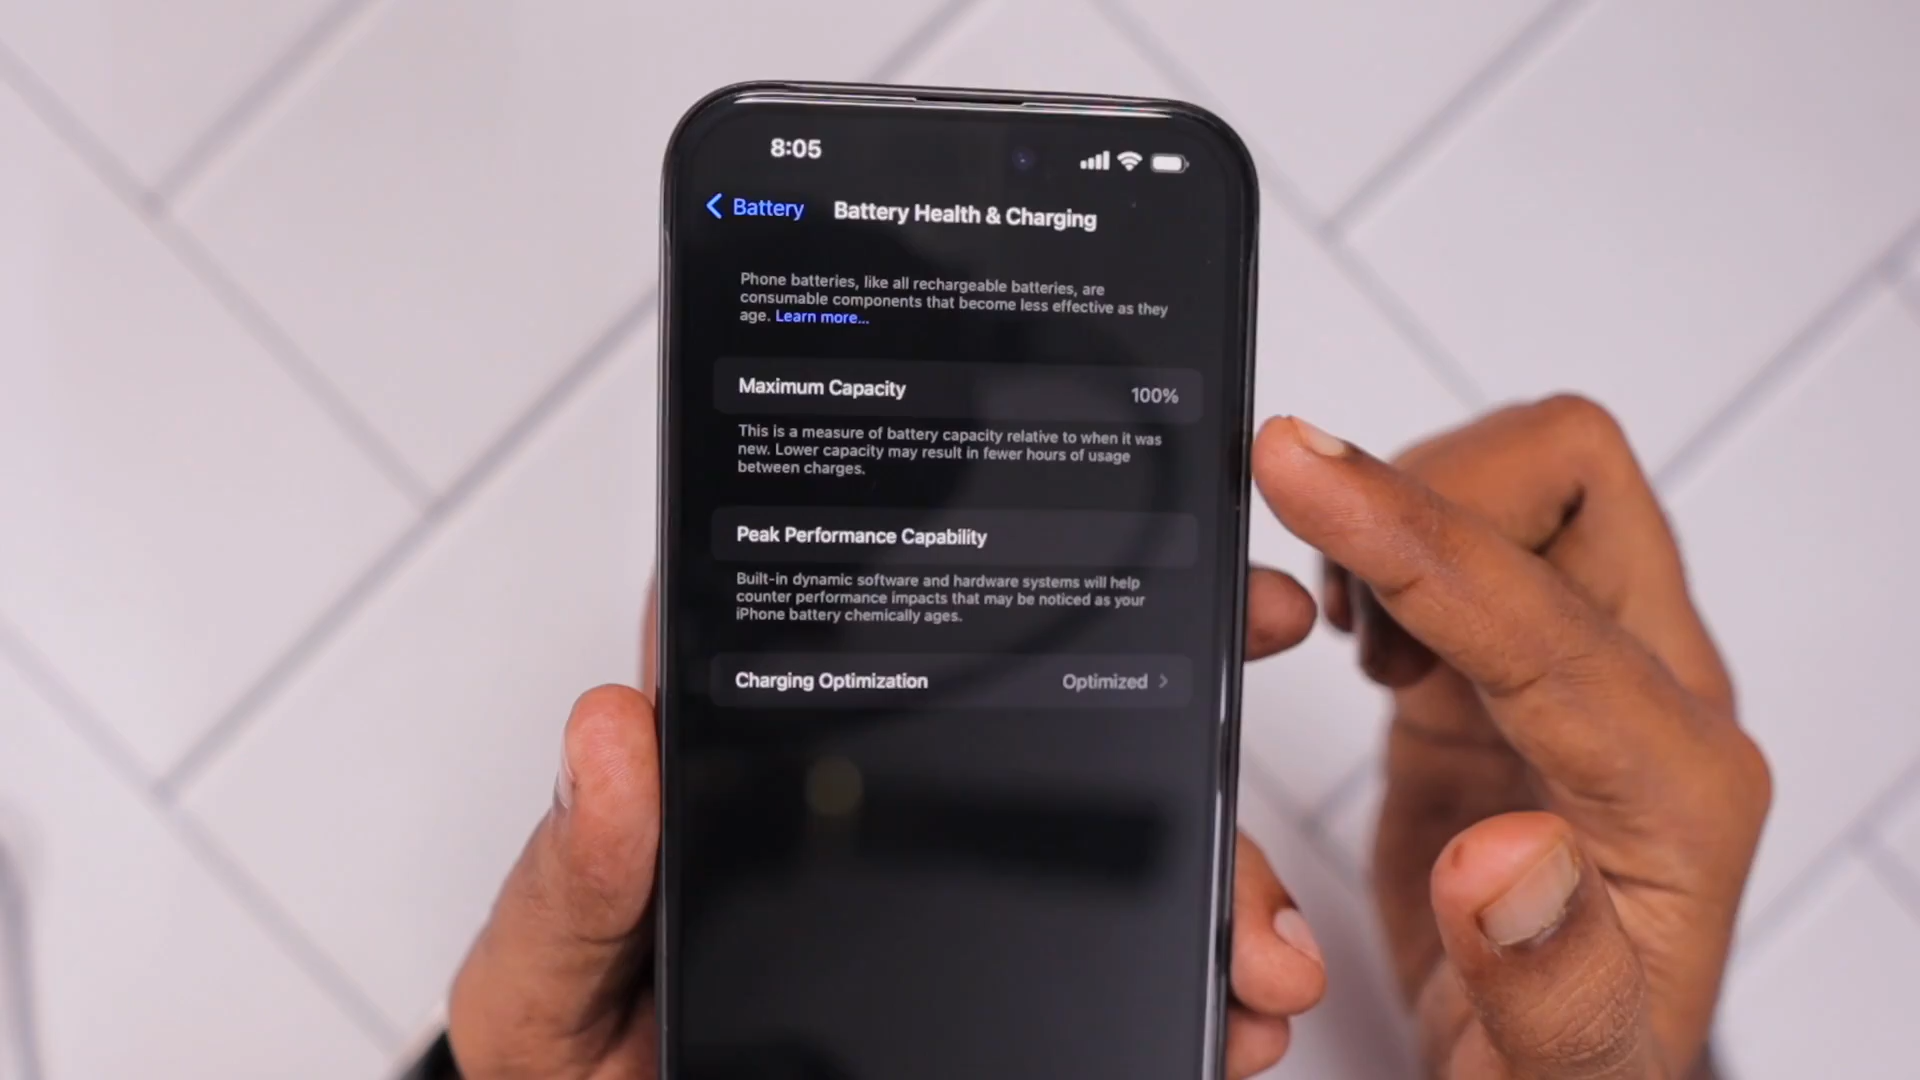 8:05
Battery
Battery Health & Charging
Phone batteries, like all rechargeable batteries, are
consumable components that become less effective as they
age. Learn more...
Maximum Capacity 100%
This is a measure of battery capacity relative to when it was
new. Lower capacity may result in fewer hours of usage
between charges.
Peak Performance Capability
Built-in dynamic software and hardware systems will help
counter performance impacts that may be noticed as your
iPhone battery chemically ages.
Charging Optimization Optimized